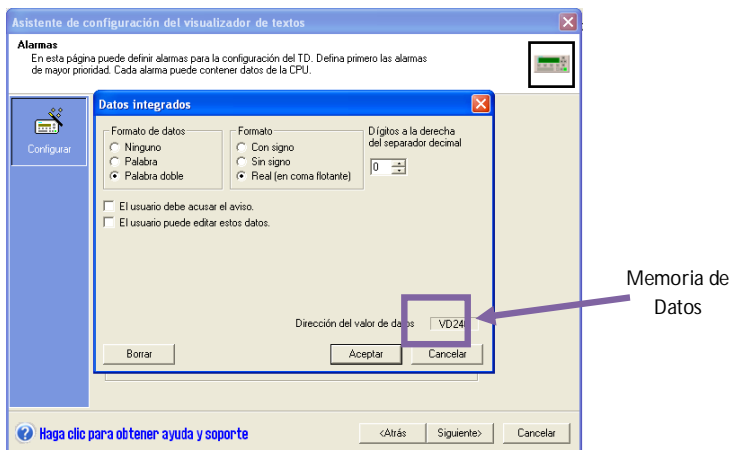 Asistente de configuración del visualizador de textos
Alarmas
En esta página puede definir alarmas para la configuración del TD. Defina primero las alarmas
de mayor prioridad. Cada alarma puede contener datos de la CPU.
Configurar
Datos integrados
Formato de datos
Ninguno
Palabra
Palabra doble
Formato
Con signo
Sin signo
Real (en coma flotante)
Dígitos a la derecha
del separador decimal
0
El usuario debe acusar el aviso.
El usuario puede editar estos datos.
Dirección del valor de datos
Borrar
Aceptar
Cancelar
Memoria de
Datos
Haga clic para obtener ayuda y soporte
<Atrás
Siguiente>
Cancelar